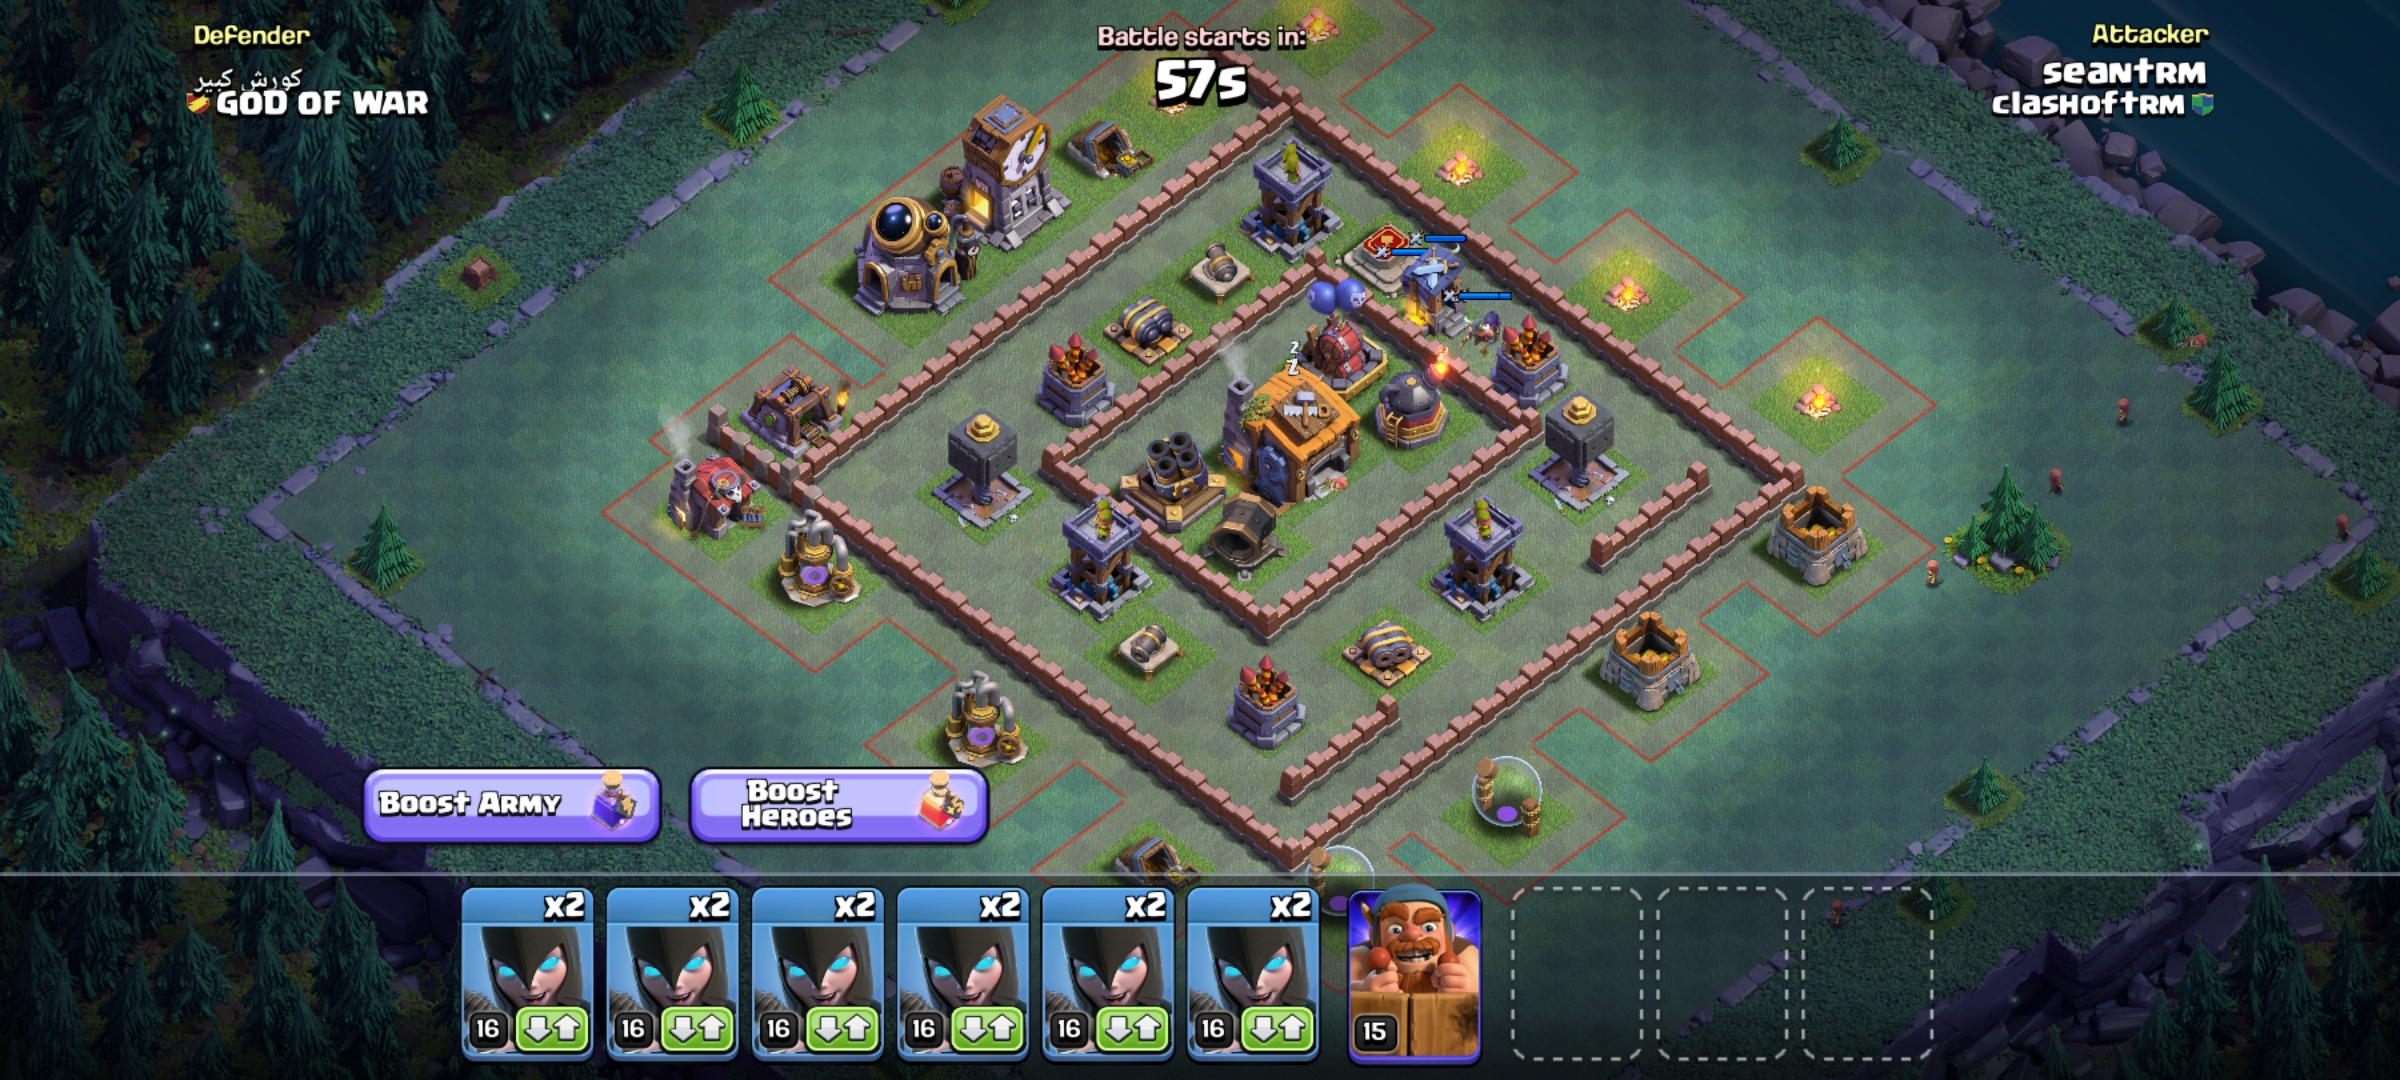 Defender
کورش کبیر
GOD OF WAR
Battle starts in:
57s
Attacker
seantRM
clashoftRM
z
z
Boost Army
Boost
Heroes
x2
x2
x2
x2
x2
x2
16
16
16
16
16
16
15